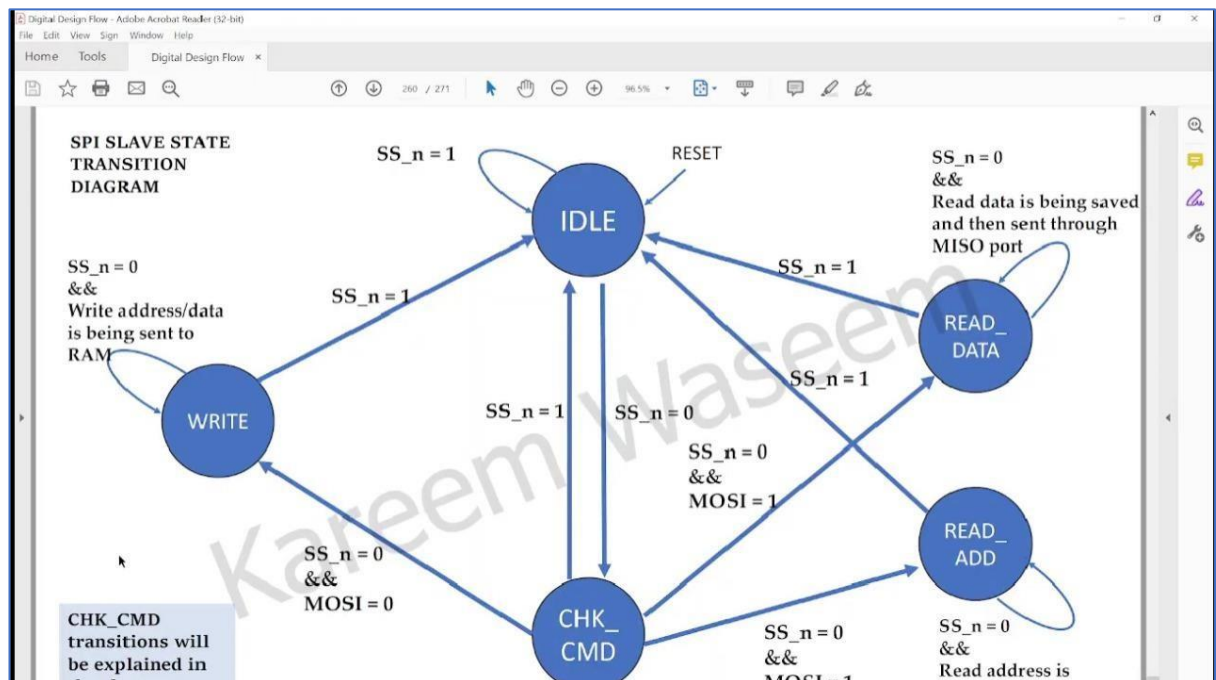 Digital Design Flow - Adobe Acrobat Reader (32-bit)
File Edit View Sign Window Help
Home Tools Digital Design Flow ×
260 / 271 96.5%
SPI SLAVE STATE
TRANSITION
DIAGRAM
SS_n = 1
RESET
IDLE
SS_n = 0
&&
Read data is being saved
and then sent through
MISO port
SS_n = 1
READ_
DATA
SS_n = 0
&&
Write address/data
is being sent to
RAM
SS_n = 1
WRITE
SS_n = 1
SS_n = 1
SS_n = 0
SS_n = 0
&&
MOSI = 1
READ_
ADD
SS_n = 0
&&
MOSI = 0
CHK_
CMD
SS_n = 0
&&
MOSI = 1
SS_n = 0
&&
Read address is
CHK_CMD
transitions will
be explained in
Kareem Waseem